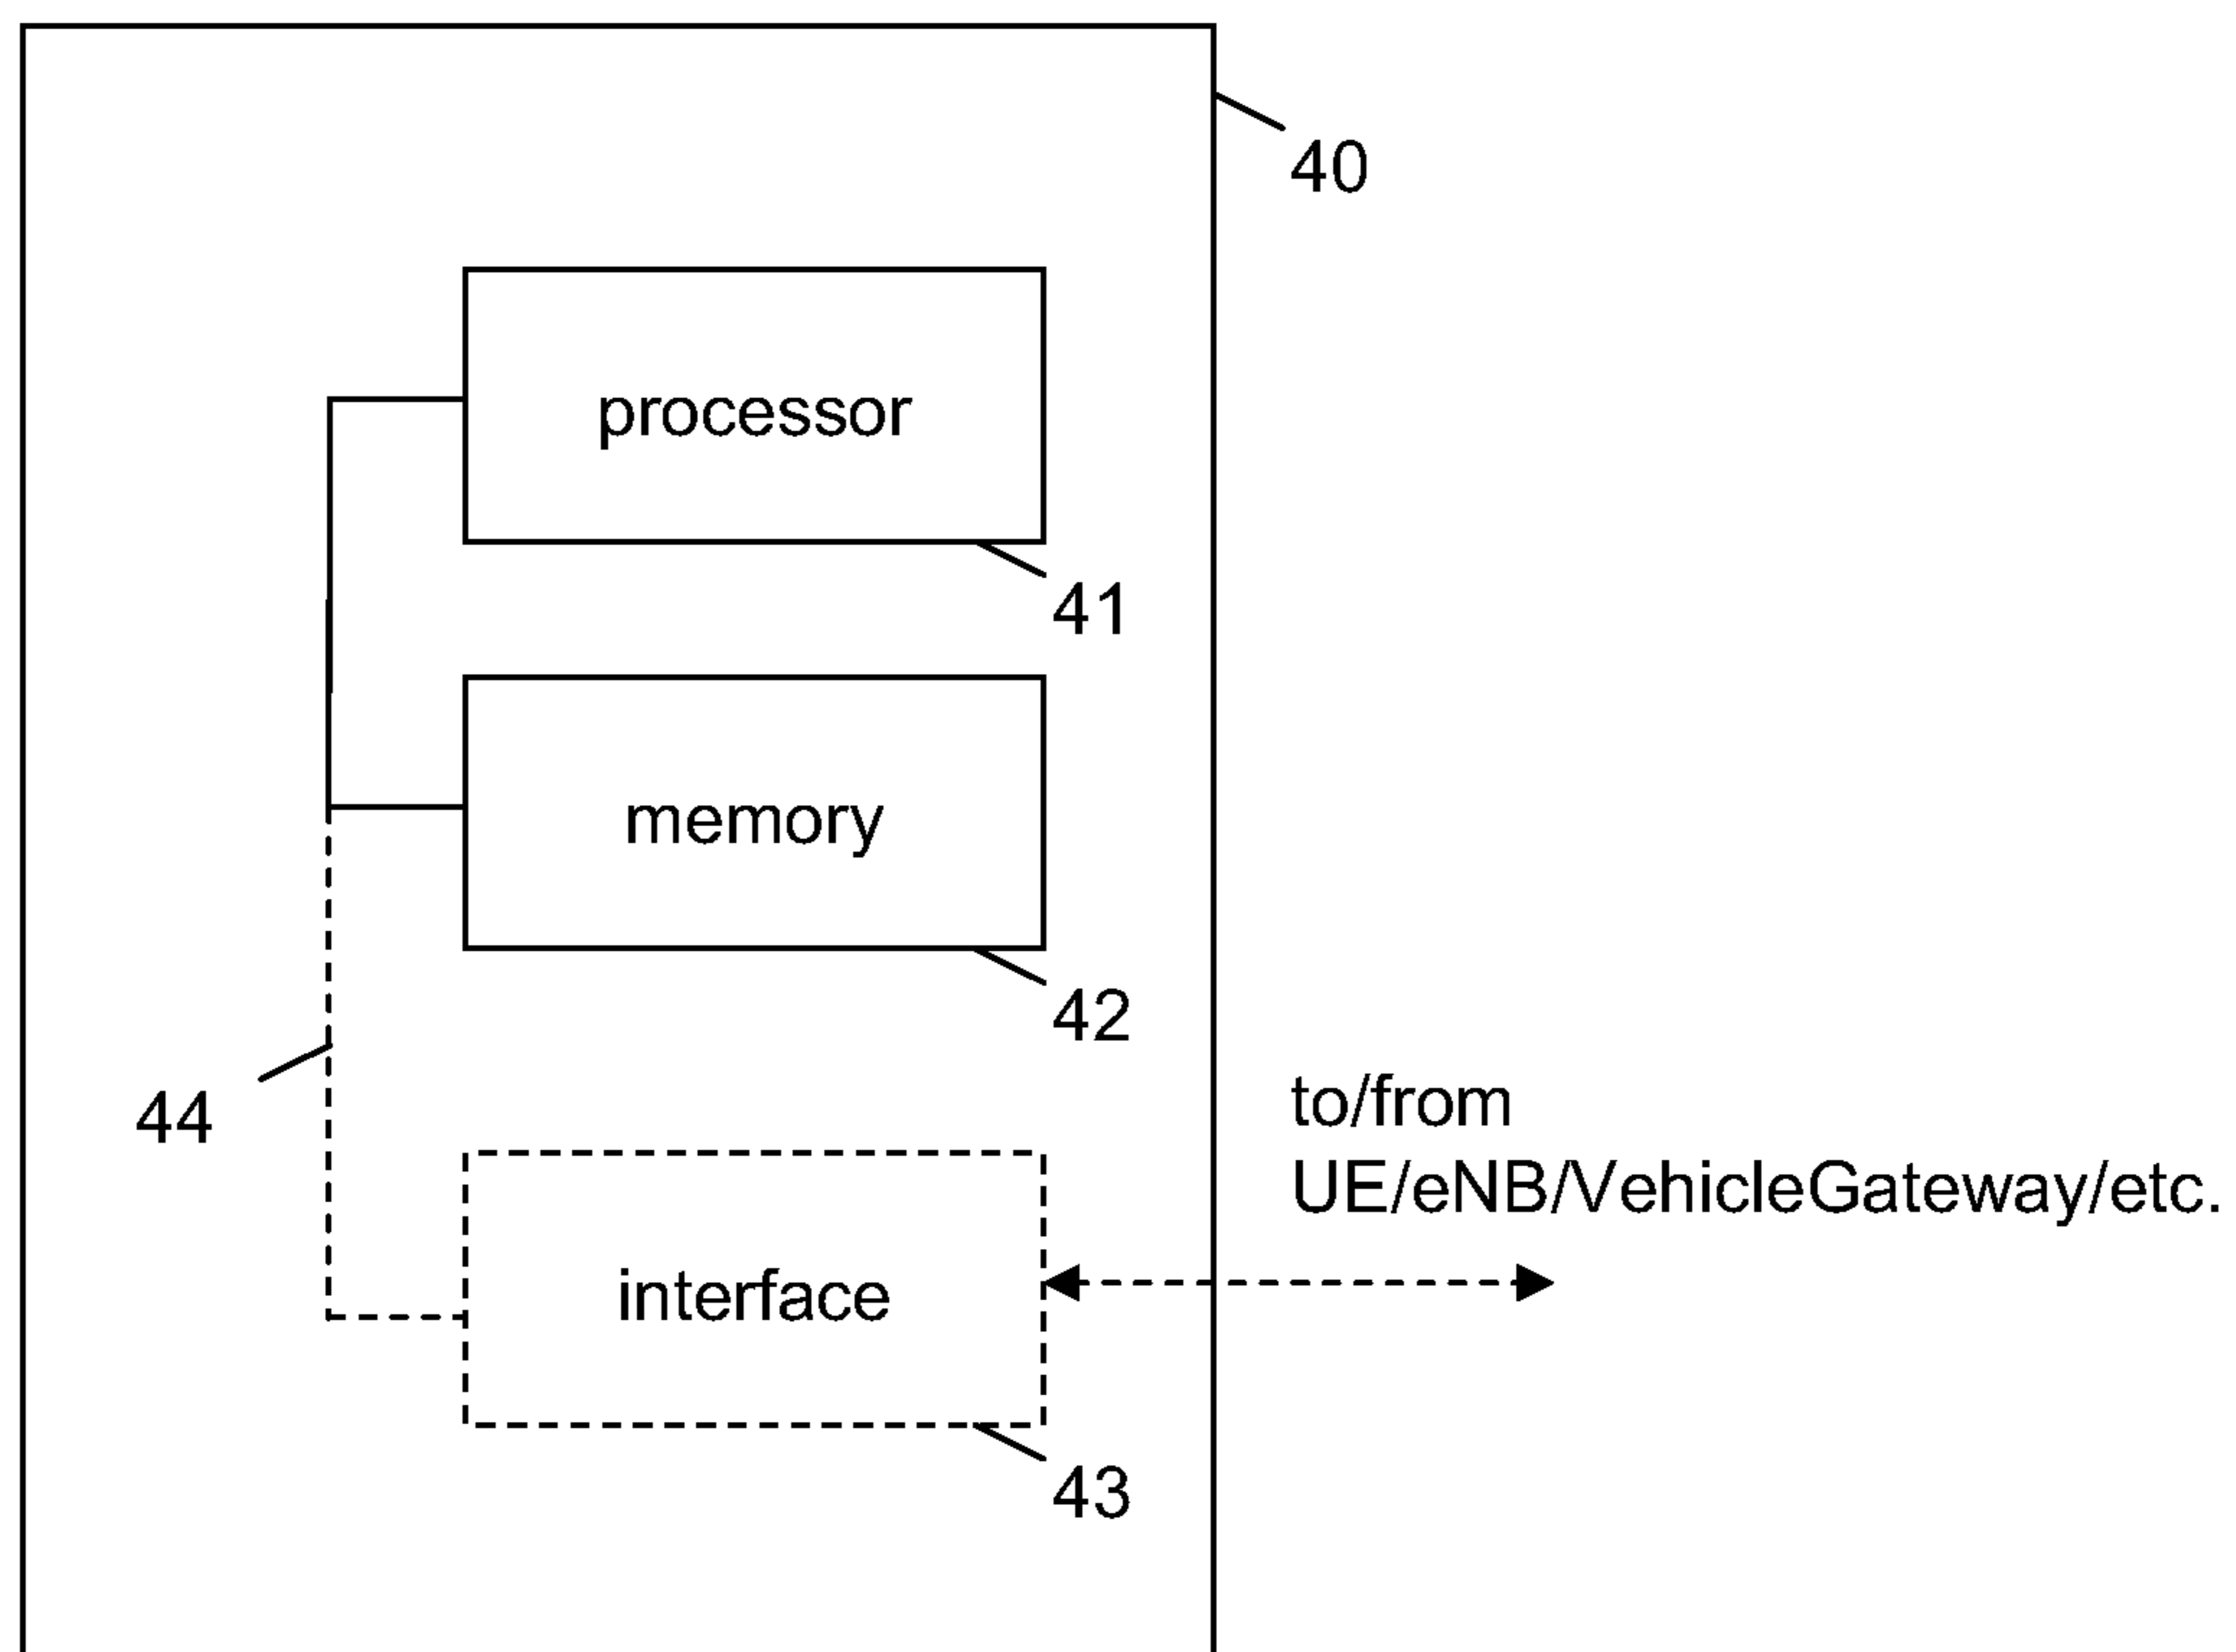 40
processor
41
memory
42
44
to/from
UE/eNB/VehicleGateway/etc.
interface
43